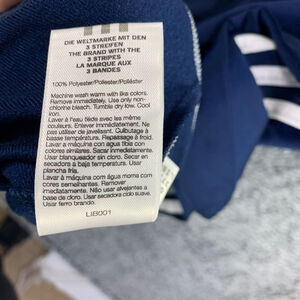 DIE WELTMARKE MIT DEN
3 STREIFEN
THE BRAND WITH THE
3 STRIPES
LA MARQUE AUX
3 BANDES
100% Polyester/Polyester/Poliéster
Machine wash warm with like colors.
Remove immediately. Use only non-
chlorine bleach. Tumble dry low. Cool
iron.
Laver à l'eau tiède avec les mêmes
couleurs. Enlever immédiatement. Ne
pas utiliser de javellisant. Culbutage à
basse température. Repassage à froid.
Lavar a máquina con agua tibia con
colores similares. Sacar inmediatamente.
Usar blanqueador sin cloro. Secar en
secadora a baja temperatura. Usar
plancha fría.
Lavar à máquina com água morna com
cores semelhantes. Remover
imediatamente. Não usar alvejantes a
base de cloro. Secar usando ciclo suave.
Usar ferro brando.
LIB001